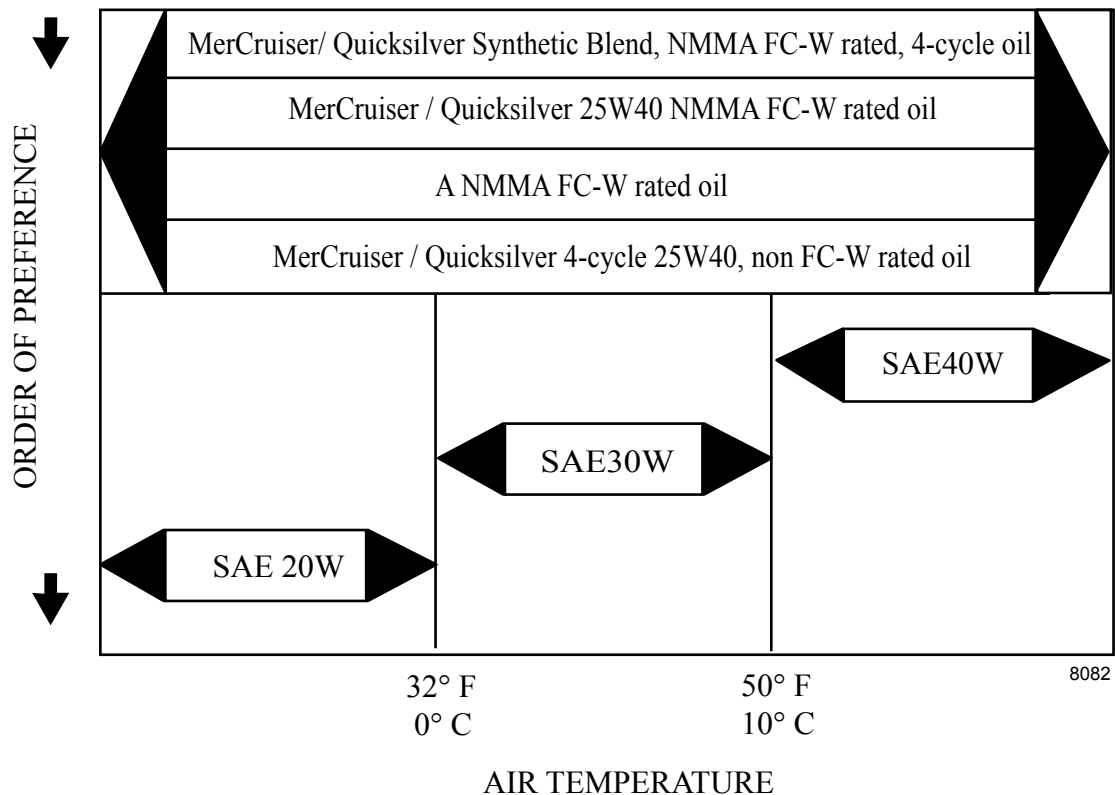 MerCruiser/ Quicksilver Synthetic Blend, NMMA FC-W rated, 4-cycle oil
MerCruiser / Quicksilver 25W40 NMMA FC-W rated oil
A NMMA FC-W rated oil
MerCruiser / Quicksilver 4-cycle 25W40, non FC-W rated oil
ORDER OF PREFERENCE
SAE40W
SAE30W
SAE 20W
8082
32° F
0° C
50° F
10° C
AIR TEMPERATURE